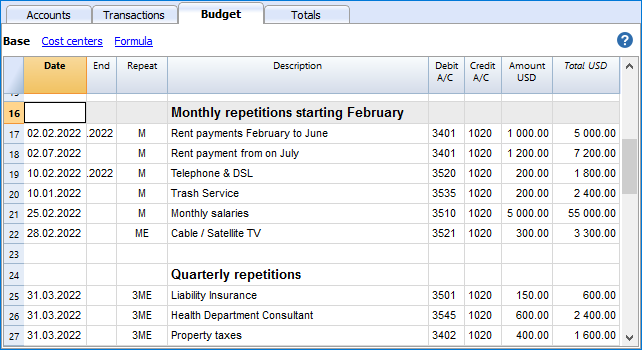 Accounts Transactions Budget Totals
Base Cost centers Formula ?
Date End Repeat Description Debit A/C Credit A/C Amount USD Total USD
16 Monthly repetitions starting February
17 02.02.2022 .2022 M Rent payments February to June 3401 1020 1 000.00 5 000.00
18 02.07.2022 M Rent payment from on July 3401 1020 1 200.00 7 200.00
19 10.02.2022 .2022 M Telephone & DSL 3520 1020 200.00 1 800.00
20 10.01.2022 M Trash Service 3535 1020 200.00 2 400.00
21 25.02.2022 M Monthly salaries 3510 1020 5 000.00 55 000.00
22 28.02.2022 ME Cable / Satellite TV 3521 1020 300.00 3 300.00
23
24 Quarterly repetitions
25 31.03.2022 3ME Liability Insurance 3501 1020 150.00 600.00
26 31.03.2022 3ME Health Department Consultant 3545 1020 600.00 2 400.00
27 31.03.2022 3ME Property taxes 3402 1020 400.00 1 600.00